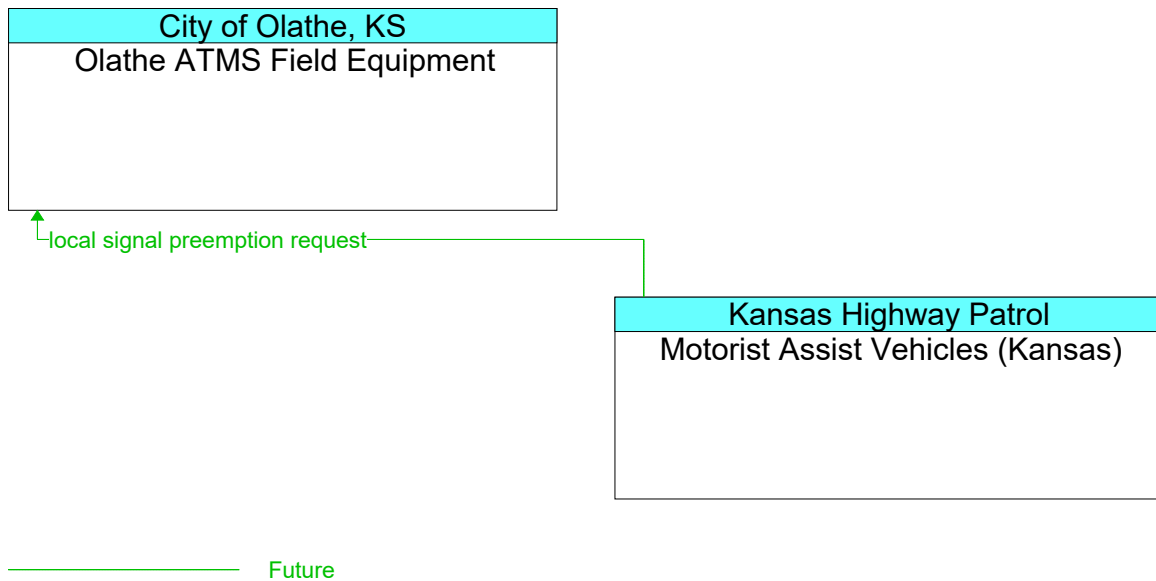 City of Olathe, KS
Olathe ATMS Field Equipment
local signal preemption request
Kansas Highway Patrol
Motorist Assist Vehicles (Kansas)
Future